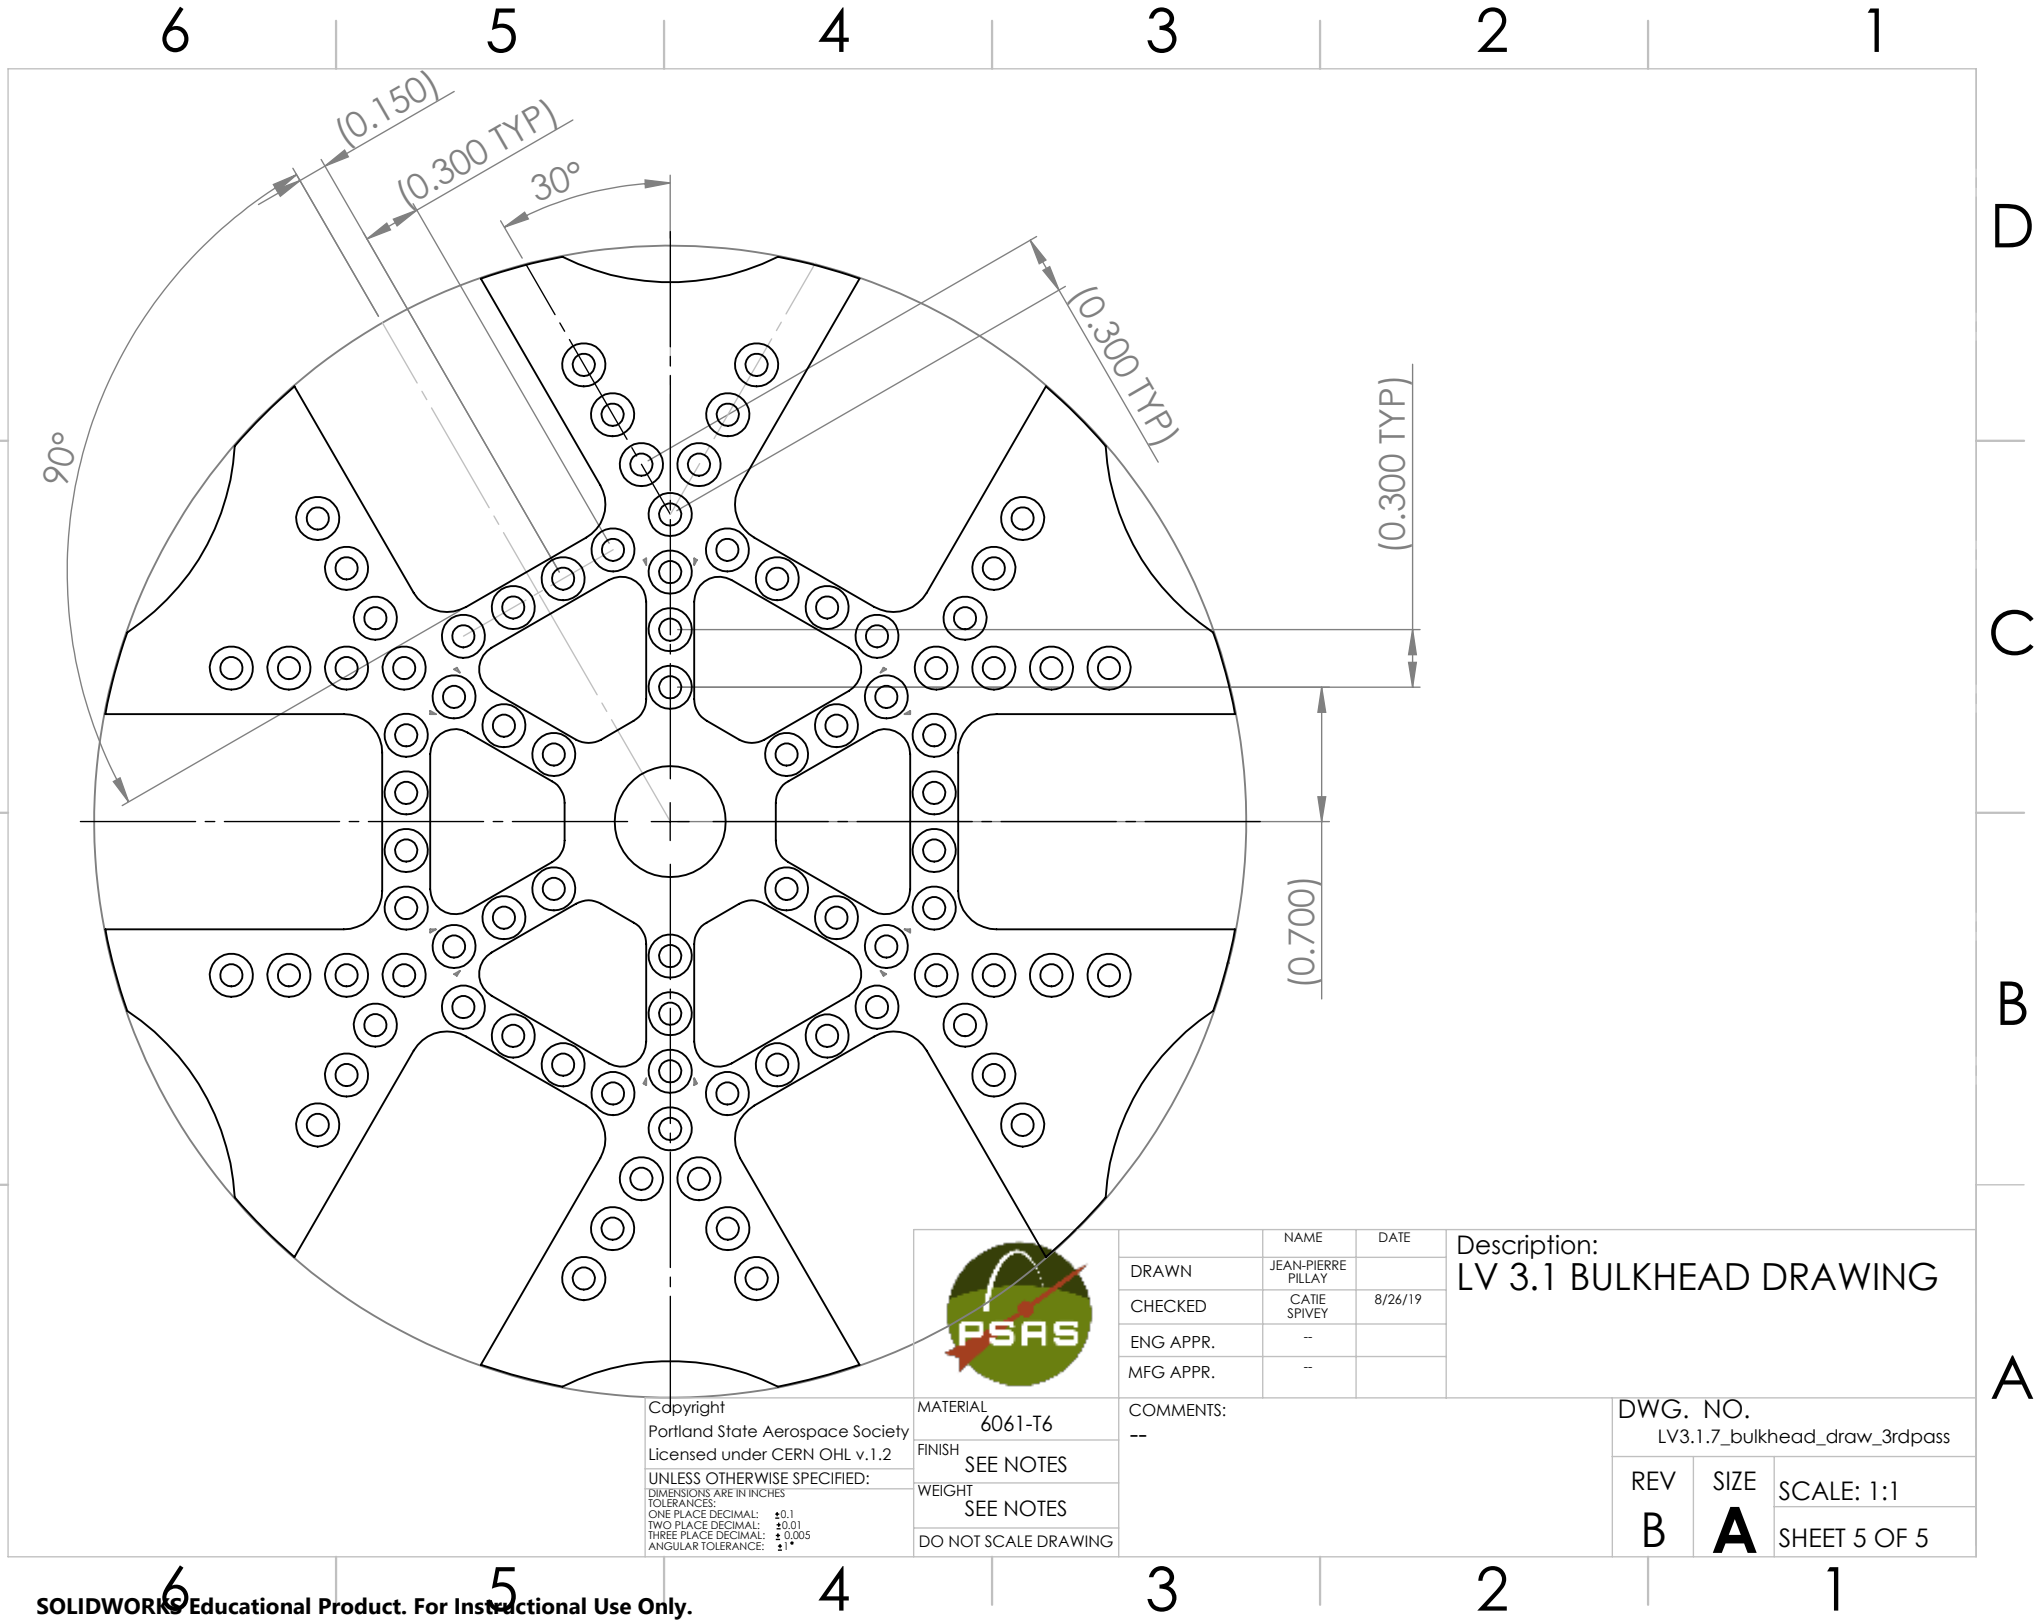 6 5 4 3 2 1
(0.150)
(0.300 TYP)
30°
D
(0.300 TYP)
(0.300 TYP)
90°
C
(0.700)
B
PSAS
NAME DATE
DRAWN JEAN-PIERRE PILLAY
CHECKED CATIE SPIVEY 8/26/19
ENG APPR. --
MFG APPR. --
Description:
LV 3.1 BULKHEAD DRAWING
A
Copyright
Portland State Aerospace Society
Licensed under CERN OHL v.1.2
UNLESS OTHERWISE SPECIFIED:
DIMENSIONS ARE IN INCHES
TOLERANCES:
ONE PLACE DECIMAL: ±0.1
TWO PLACE DECIMAL: ±0.01
THREE PLACE DECIMAL: ± 0.005
ANGULAR TOLERANCE: ±1°
MATERIAL
6061-T6
FINISH
SEE NOTES
WEIGHT
SEE NOTES
DO NOT SCALE DRAWING
COMMENTS:
--
DWG. NO.
LV3.1.7_bulkhead_draw_3rdpass
REV
B
SIZE
A
SCALE: 1:1
SHEET 5 OF 5
6 5 4 3 2 1
SOLIDWORKS Educational Product. For Instructional Use Only.